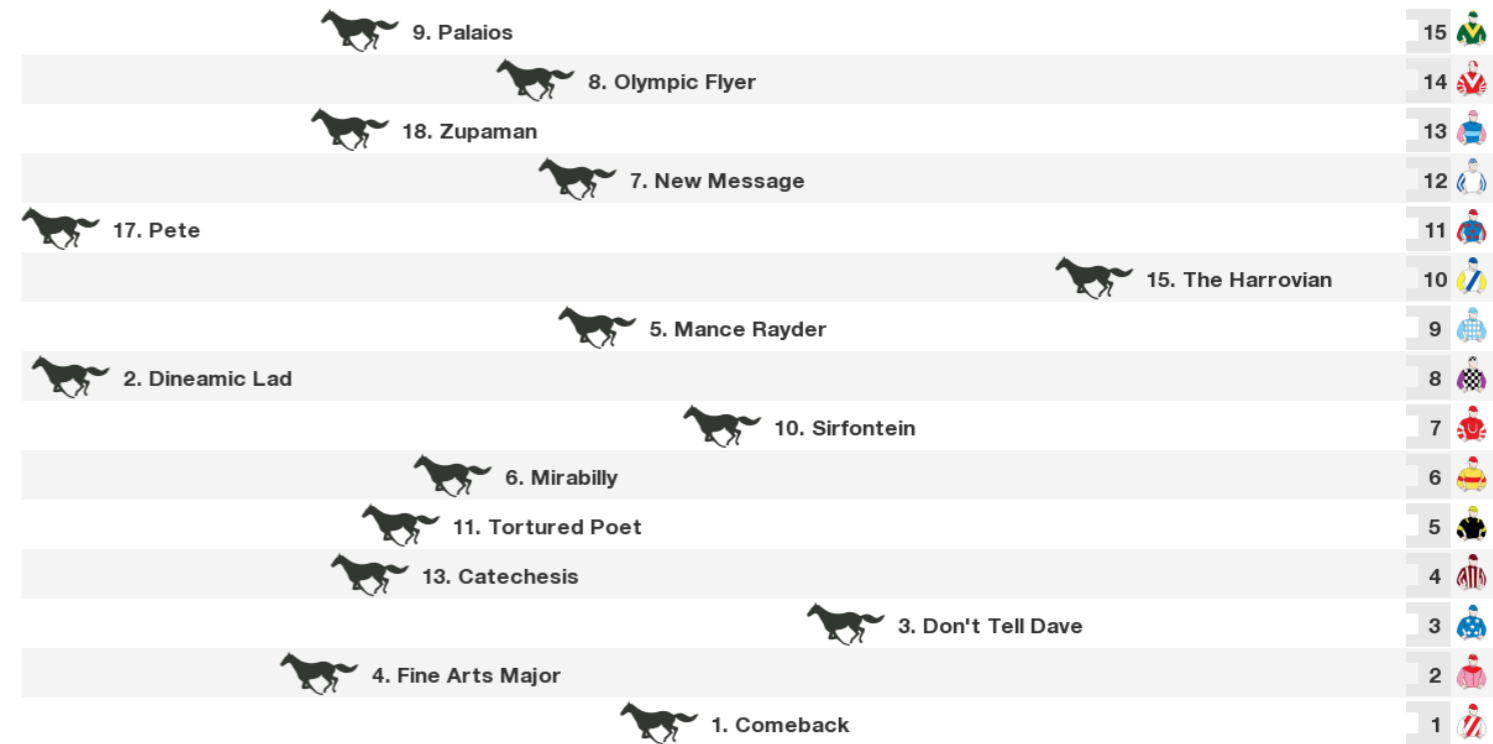 9. Palaios 15
8. Olympic Flyer 14
18. Zupaman 13
7. New Message 12
17. Pete 11
15. The Harrovian 10
5. Mance Rayder 9
2. Dineamic Lad 8
10. Sirfontein 7
6. Mirabilly 6
11. Tortured Poet 5
13. Catechesis 4
3. Don't Tell Dave 3
4. Fine Arts Major 2
1. Comeback 1